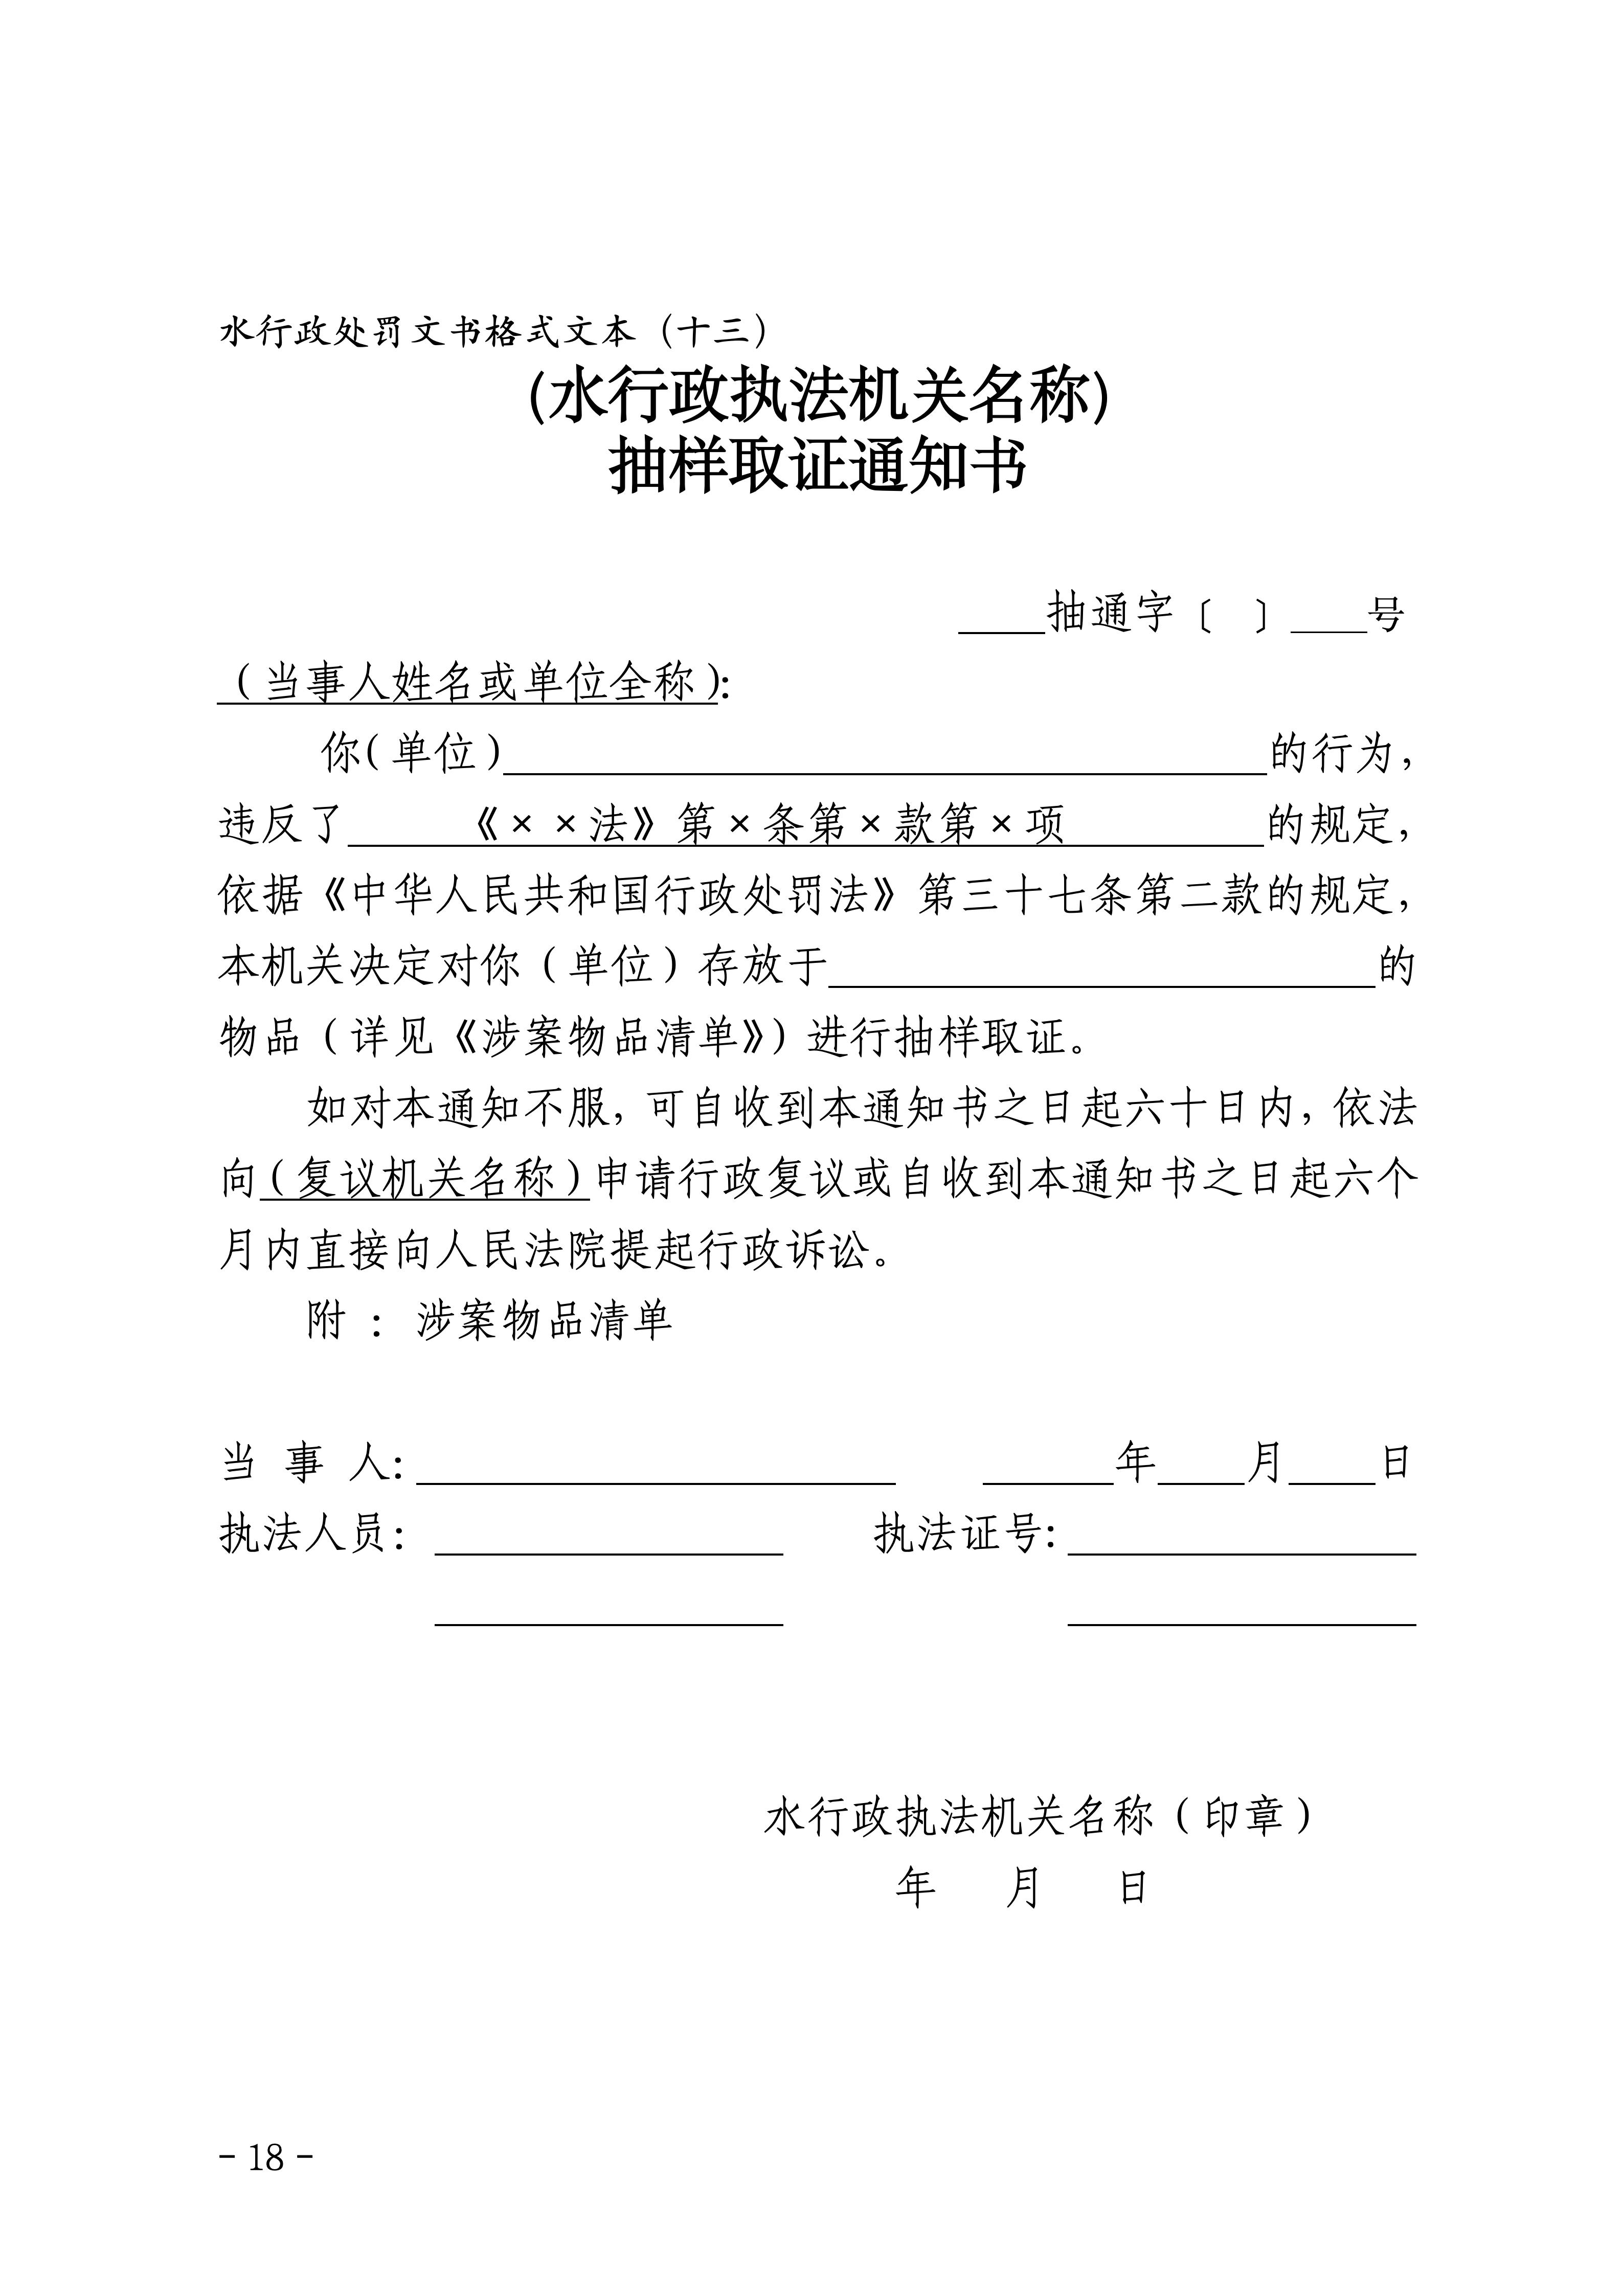 水行政处罚文书格式文本（十三）
（水行政执法机关名称）
抽样取证通知书
____抽通字〔 〕____号
（当事人姓名或单位全称）：
你（单位）____________________的行为，
违反了《××法》第×条第×款第×项的规定，
依据《中华人民共和国行政处罚法》第三十七条第二款的规定，
本机关决定对你（单位）存放于____________________的
物品（详见《涉案物品清单》）进行抽样取证。
如对本通知不服，可自收到本通知书之日起六十日内，依法
向（复议机关名称）申请行政复议或自收到本通知书之日起六个
月内直接向人民法院提起行政诉讼。
附：涉案物品清单
当 事 人：____________________ ______年____月____日
执法人员：________________ 执法证号：________________
________________ ________________
水行政执法机关名称（印章）
年 月 日
- 18 -